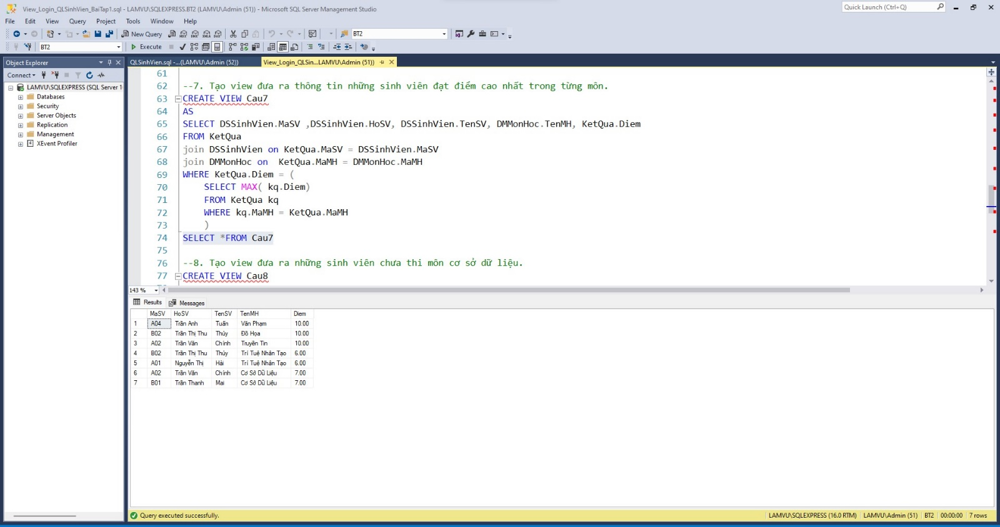 View_Login_QLSinhVien_BaiTap1.sql - LAMVU\SQLEXPRESS.BT2 (LAMVU\Admin (51)) - Microsoft SQL Server Management Studio
Quick Launch (Ctrl+Q)
File Edit View Query Project Tools Window Help
New Query
BT2
BT2
Execute
Object Explorer
QLSinhVien.sql -...(LAMVU\Admin (52))
View_Login_QLSin...LAMVU\Admin (51))
Connect
LAMVU\SQLEXPRESS (SQL Server 1
Databases
Security
Server Objects
Replication
Management
XEvent Profiler
61
62 --7. Tạo view đưa ra thông tin những sinh viên đạt điểm cao nhất trong từng môn.
63 CREATE VIEW Cau7
64 AS
65 SELECT DSSinhVien.MaSV ,DSSinhVien.HoSV, DSSinhVien.TenSV, DMMonHoc.TenMH, KetQua.Diem
66 FROM KetQua
67 join DSSinhVien on KetQua.MaSV = DSSinhVien.MaSV
68 join DMMonHoc on  KetQua.MaMH = DMMonHoc.MaMH
69 WHERE KetQua.Diem = (
70 SELECT MAX( kq.Diem)
71 FROM KetQua kq
72 WHERE kq.MaMH = KetQua.MaMH
73 )
74 SELECT *FROM Cau7
75
76 --8. Tạo view đưa ra những sinh viên chưa thi môn cơ sở dữ liệu.
77 CREATE VIEW Cau8
143 %
Results Messages
MaSV HoSV TenSV TenMH Diem
1 A04 Trần Anh Tuấn Văn Phạm 10.00
2 B02 Trần Thị Thu Thủy Đồ Họa 10.00
3 A02 Trần Văn Chính Truyền Tin 10.00
4 B02 Trần Thị Thu Thủy Trí Tuệ Nhân Tạo 6.00
5 A01 Nguyễn Thị Hải Trí Tuệ Nhân Tạo 6.00
6 A02 Trần Văn Chính Cơ Sở Dữ Liệu 7.00
7 B01 Trần Thanh Mai Cơ Sở Dữ Liệu 7.00
Query executed successfully.
LAMVU\SQLEXPRESS (16.0 RTM) LAMVU\Admin (51) BT2 00:00:00 7 rows